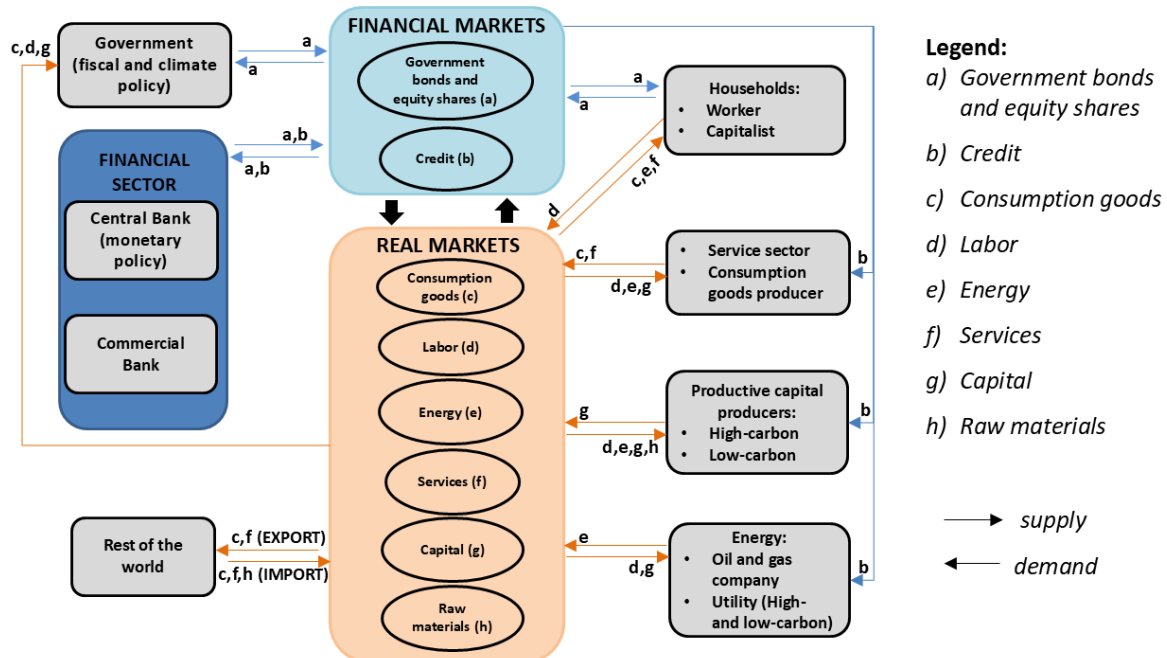 FINANCIAL MARKETS
Government
bonds and
equity shares (a)
Credit (b)
c,d,g
Government
(fiscal and climate
policy)
a
a
FINANCIAL
SECTOR
Central Bank
(monetary
policy)
Commercial
Bank
a,b
a,b
a
a
Households:
• Worker
• Capitalist
d
c,e,f
REAL MARKETS
Consumption
goods (c)
Labor (d)
Energy (e)
Services (f)
Capital (g)
Raw
materials (h)
c,f
d,e,g
• Service sector
• Consumption
goods producer
b
g
d,e,g,h
Productive capital
producers:
• High-carbon
• Low-carbon
b
e
d,g
Energy:
• Oil and gas
company
• Utility (High-
and low-carbon)
b
Rest of the
world
c,f (EXPORT)
c,f,h (IMPORT)
Legend:
a) Government bonds
and equity shares
b) Credit
c) Consumption goods
d) Labor
e) Energy
f) Services
g) Capital
h) Raw materials
supply
demand